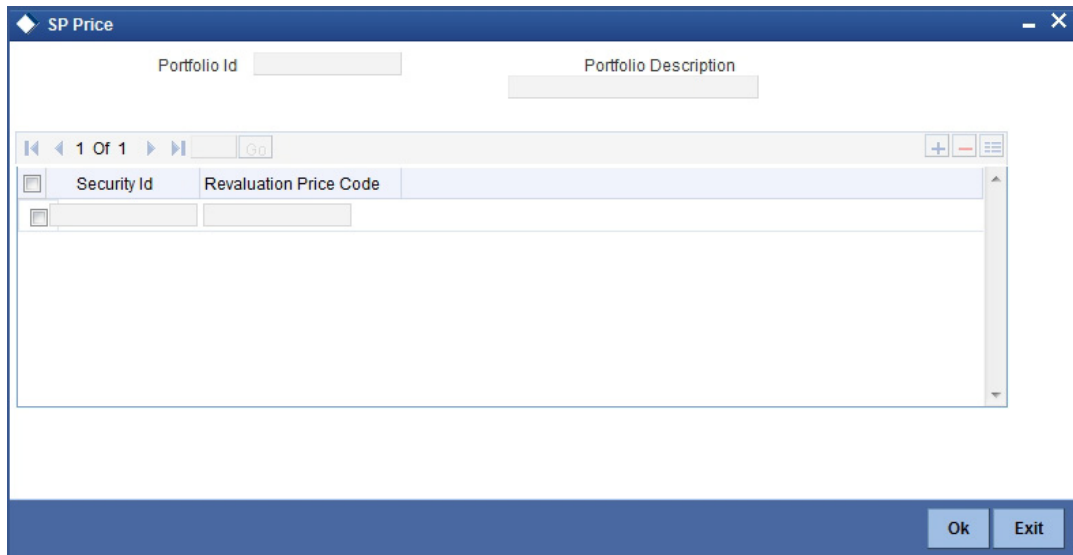 SP Price
Portfolio Id
Portfolio Description
1 Of 1 Go
Security Id Revaluation Price Code
Ok Exit